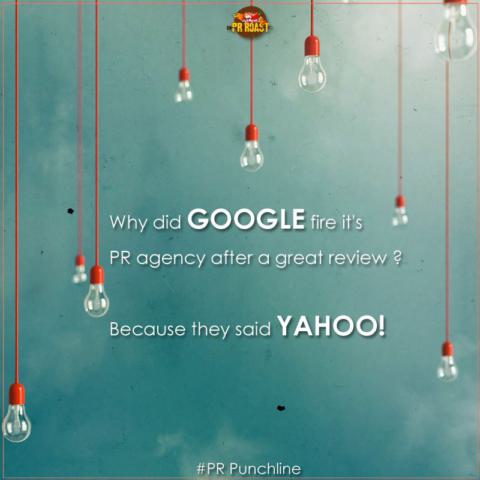 PR ROAST
Why did GOOGLE fire it's
PR agency after a great review ?
Because they said YAHOO!
#PR Punchline